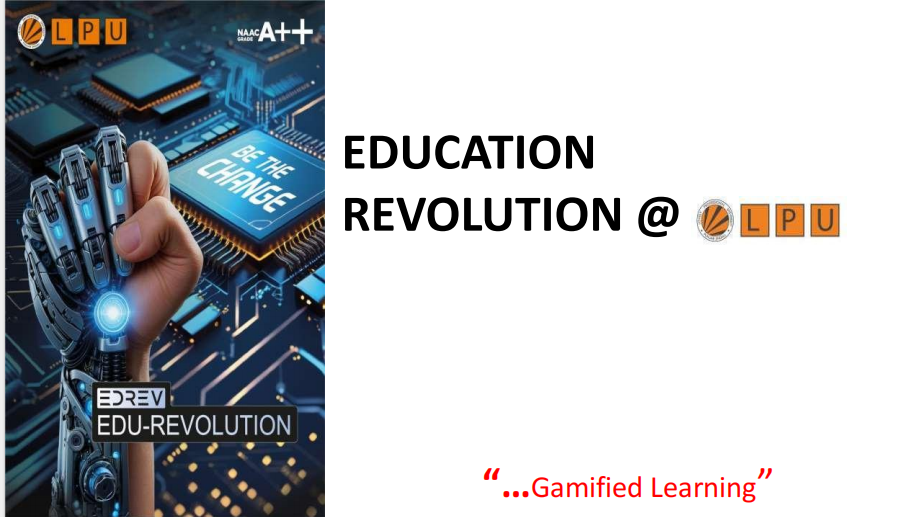 LPU
NAAC
GRADE A++
BE THE
CHANGE
EDREV
EDU-REVOLUTION
EDUCATION
REVOLUTION @ LPU
“…Gamified Learning”